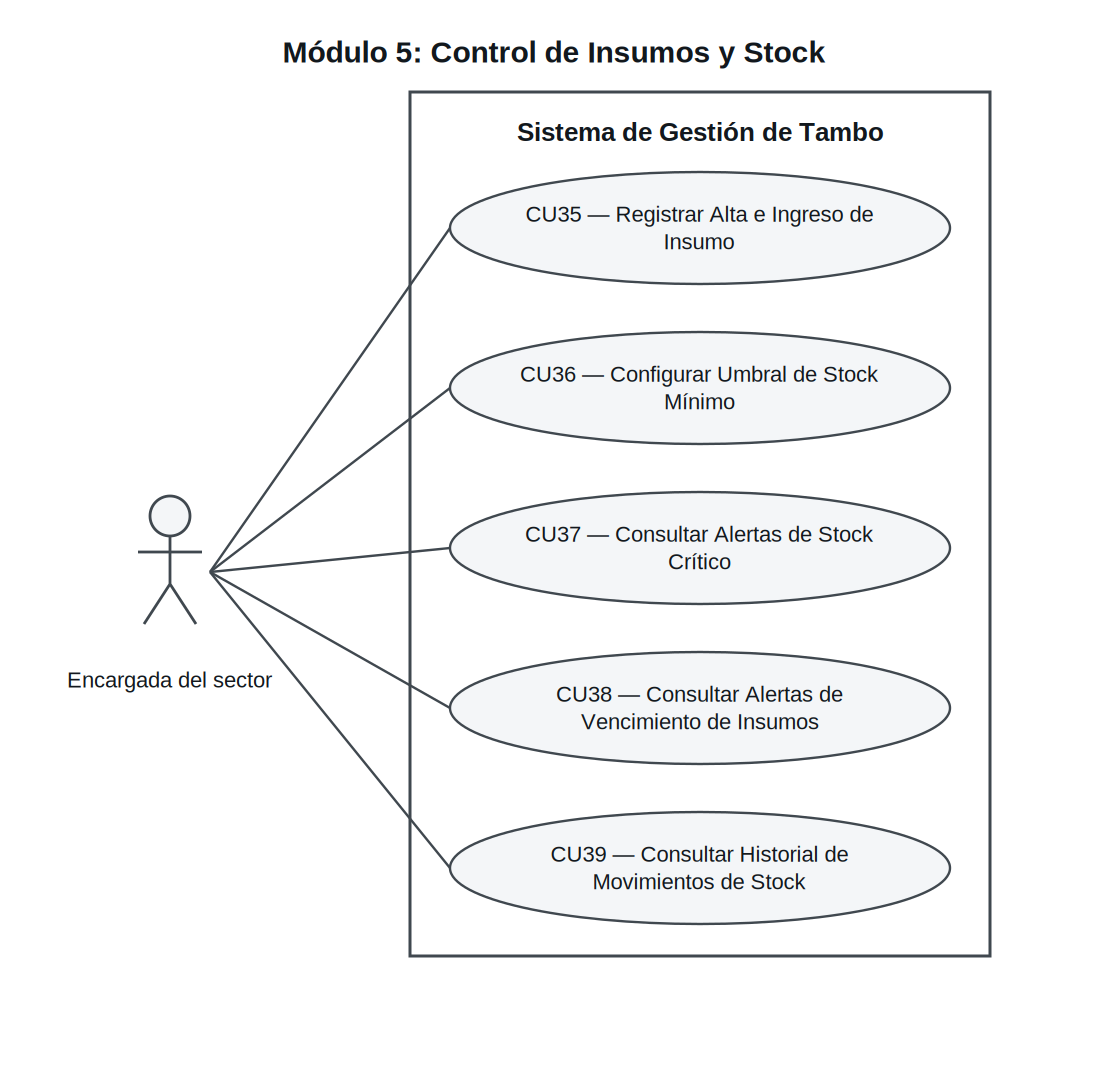 Módulo 5: Control de Insumos y Stock
Sistema de Gestión de Tambo
CU35 — Registrar Alta e Ingreso de
Insumo
CU36 — Configurar Umbral de Stock
Mínimo
CU37 — Consultar Alertas de Stock
Crítico
Encargada del sector
CU38 — Consultar Alertas de
Vencimiento de Insumos
CU39 — Consultar Historial de
Movimientos de Stock